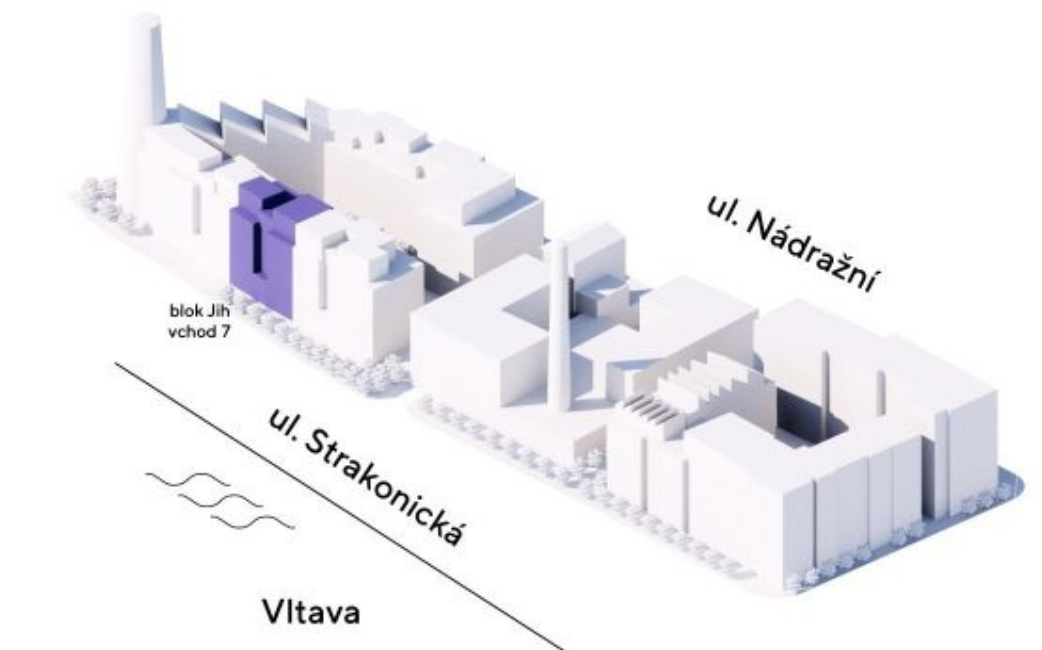 ul. Nádražní
blok Jih
vchod 7
ul. Strakonická
Vltava